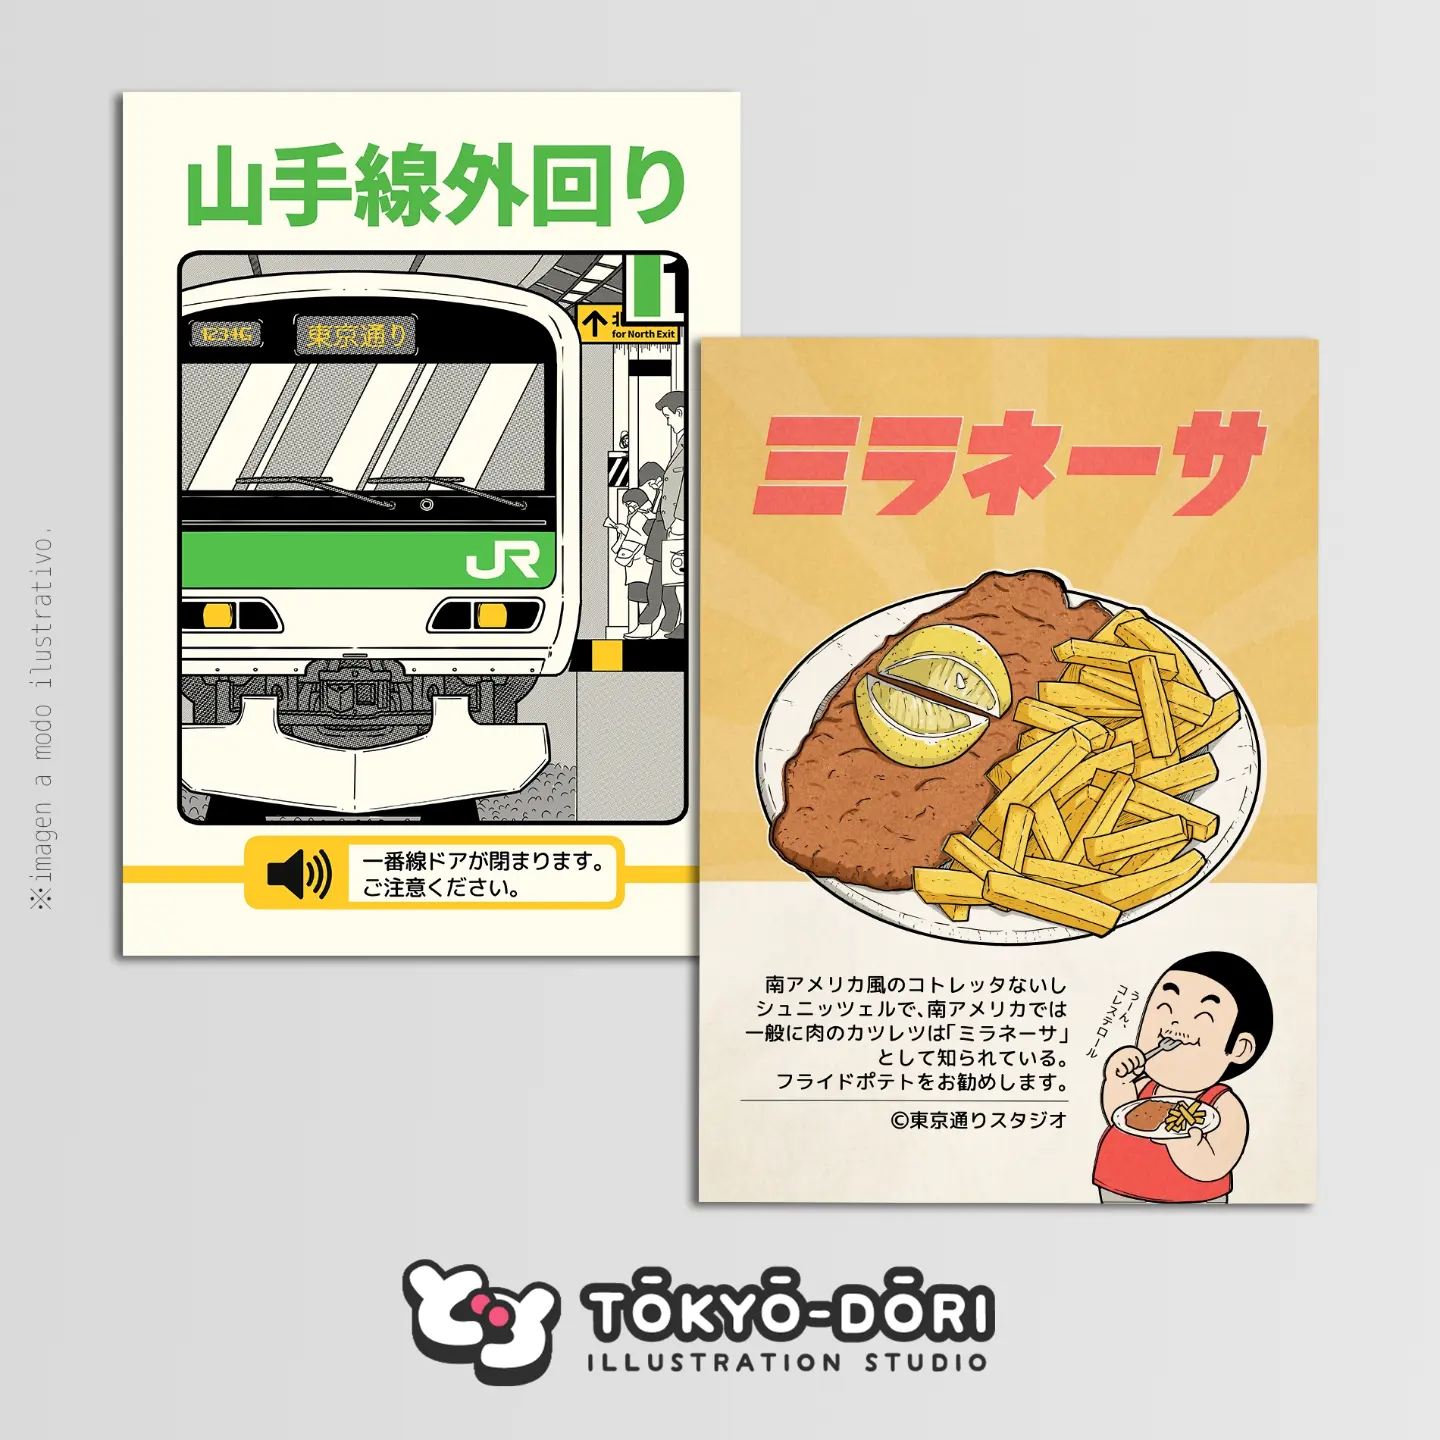 山手線外回り
12346
東京通り
1
for North Exit
JR
一番線ドアが閉まります。
ご注意ください。
ミラネーサ
南アメリカ風のコトレッタないし
シュニッツェルで、南アメリカでは
一般に肉のカツレツは「ミラネーサ」
として知られている。
フライドポテトをお勧めします。
©東京通りスタジオ
うーん、
コレステロール
※imagen a modo ilustrativo.
TŌKYŌ-DŌRI
ILLUSTRATION STUDIO